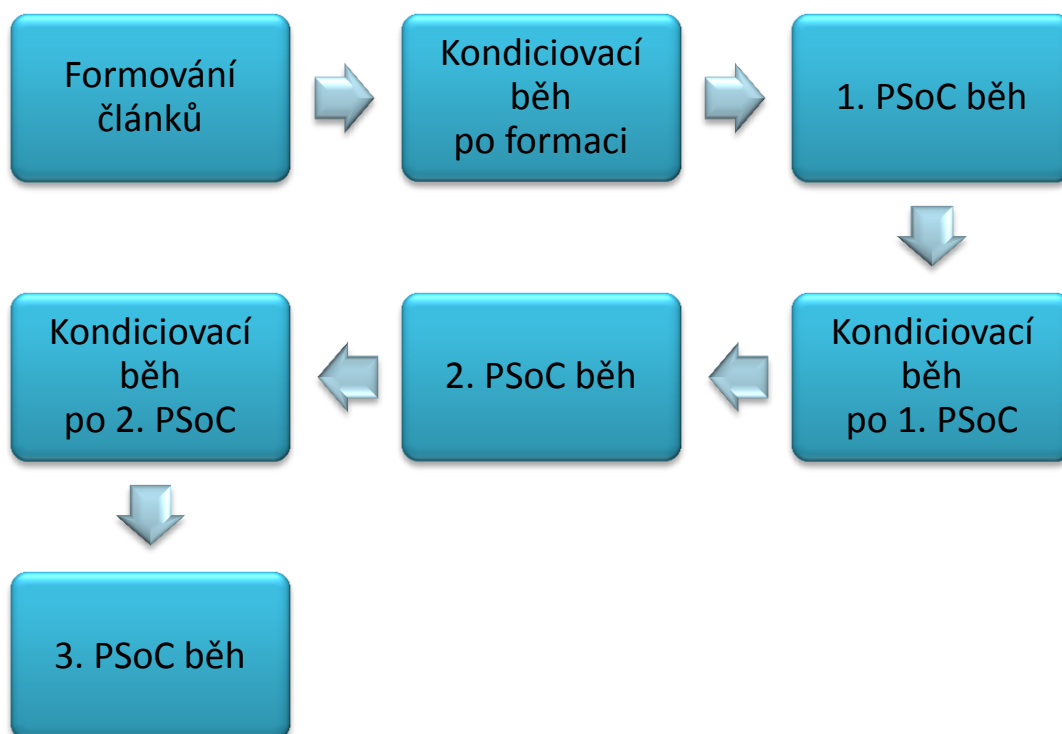 Formování
článků
Kondiciovací
běh
po formaci
1. PSoC běh
Kondiciovací
běh
po 1. PSoC
2. PSoC běh
Kondiciovací
běh
po 2. PSoC
3. PSoC běh